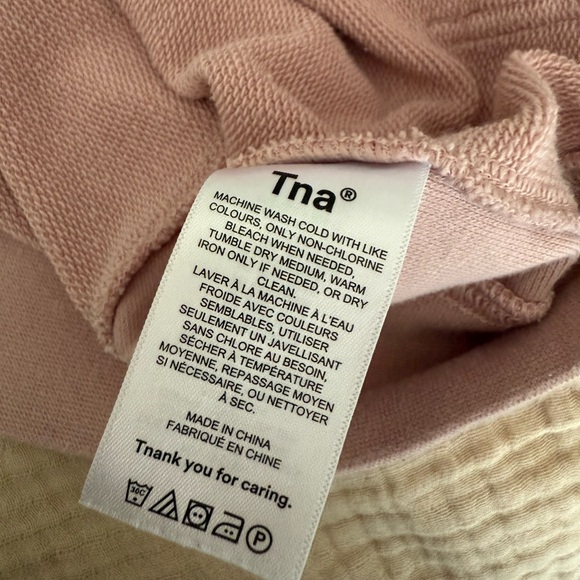 Tna®
MACHINE WASH COLD WITH LIKE
COLOURS, ONLY NON-CHLORINE
BLEACH WHEN NEEDED,
TUMBLE DRY MEDIUM, WARM
IRON ONLY IF NEEDED, OR DRY
CLEAN.
LAVER À LA MACHINE À L'EAU
FROIDE AVEC COULEURS
SEMBLABLES, UTILISER
SEULEMENT UN JAVELLISANT
SANS CHLORE AU BESOIN,
SÉCHER À TEMPÉRATURE
MOYENNE, REPASSAGE MOYEN
SI NÉCESSAIRE, OU NETTOYER
À SEC.
MADE IN CHINA
FABRIQUÉ EN CHINE
Tnank you for caring.
30C P